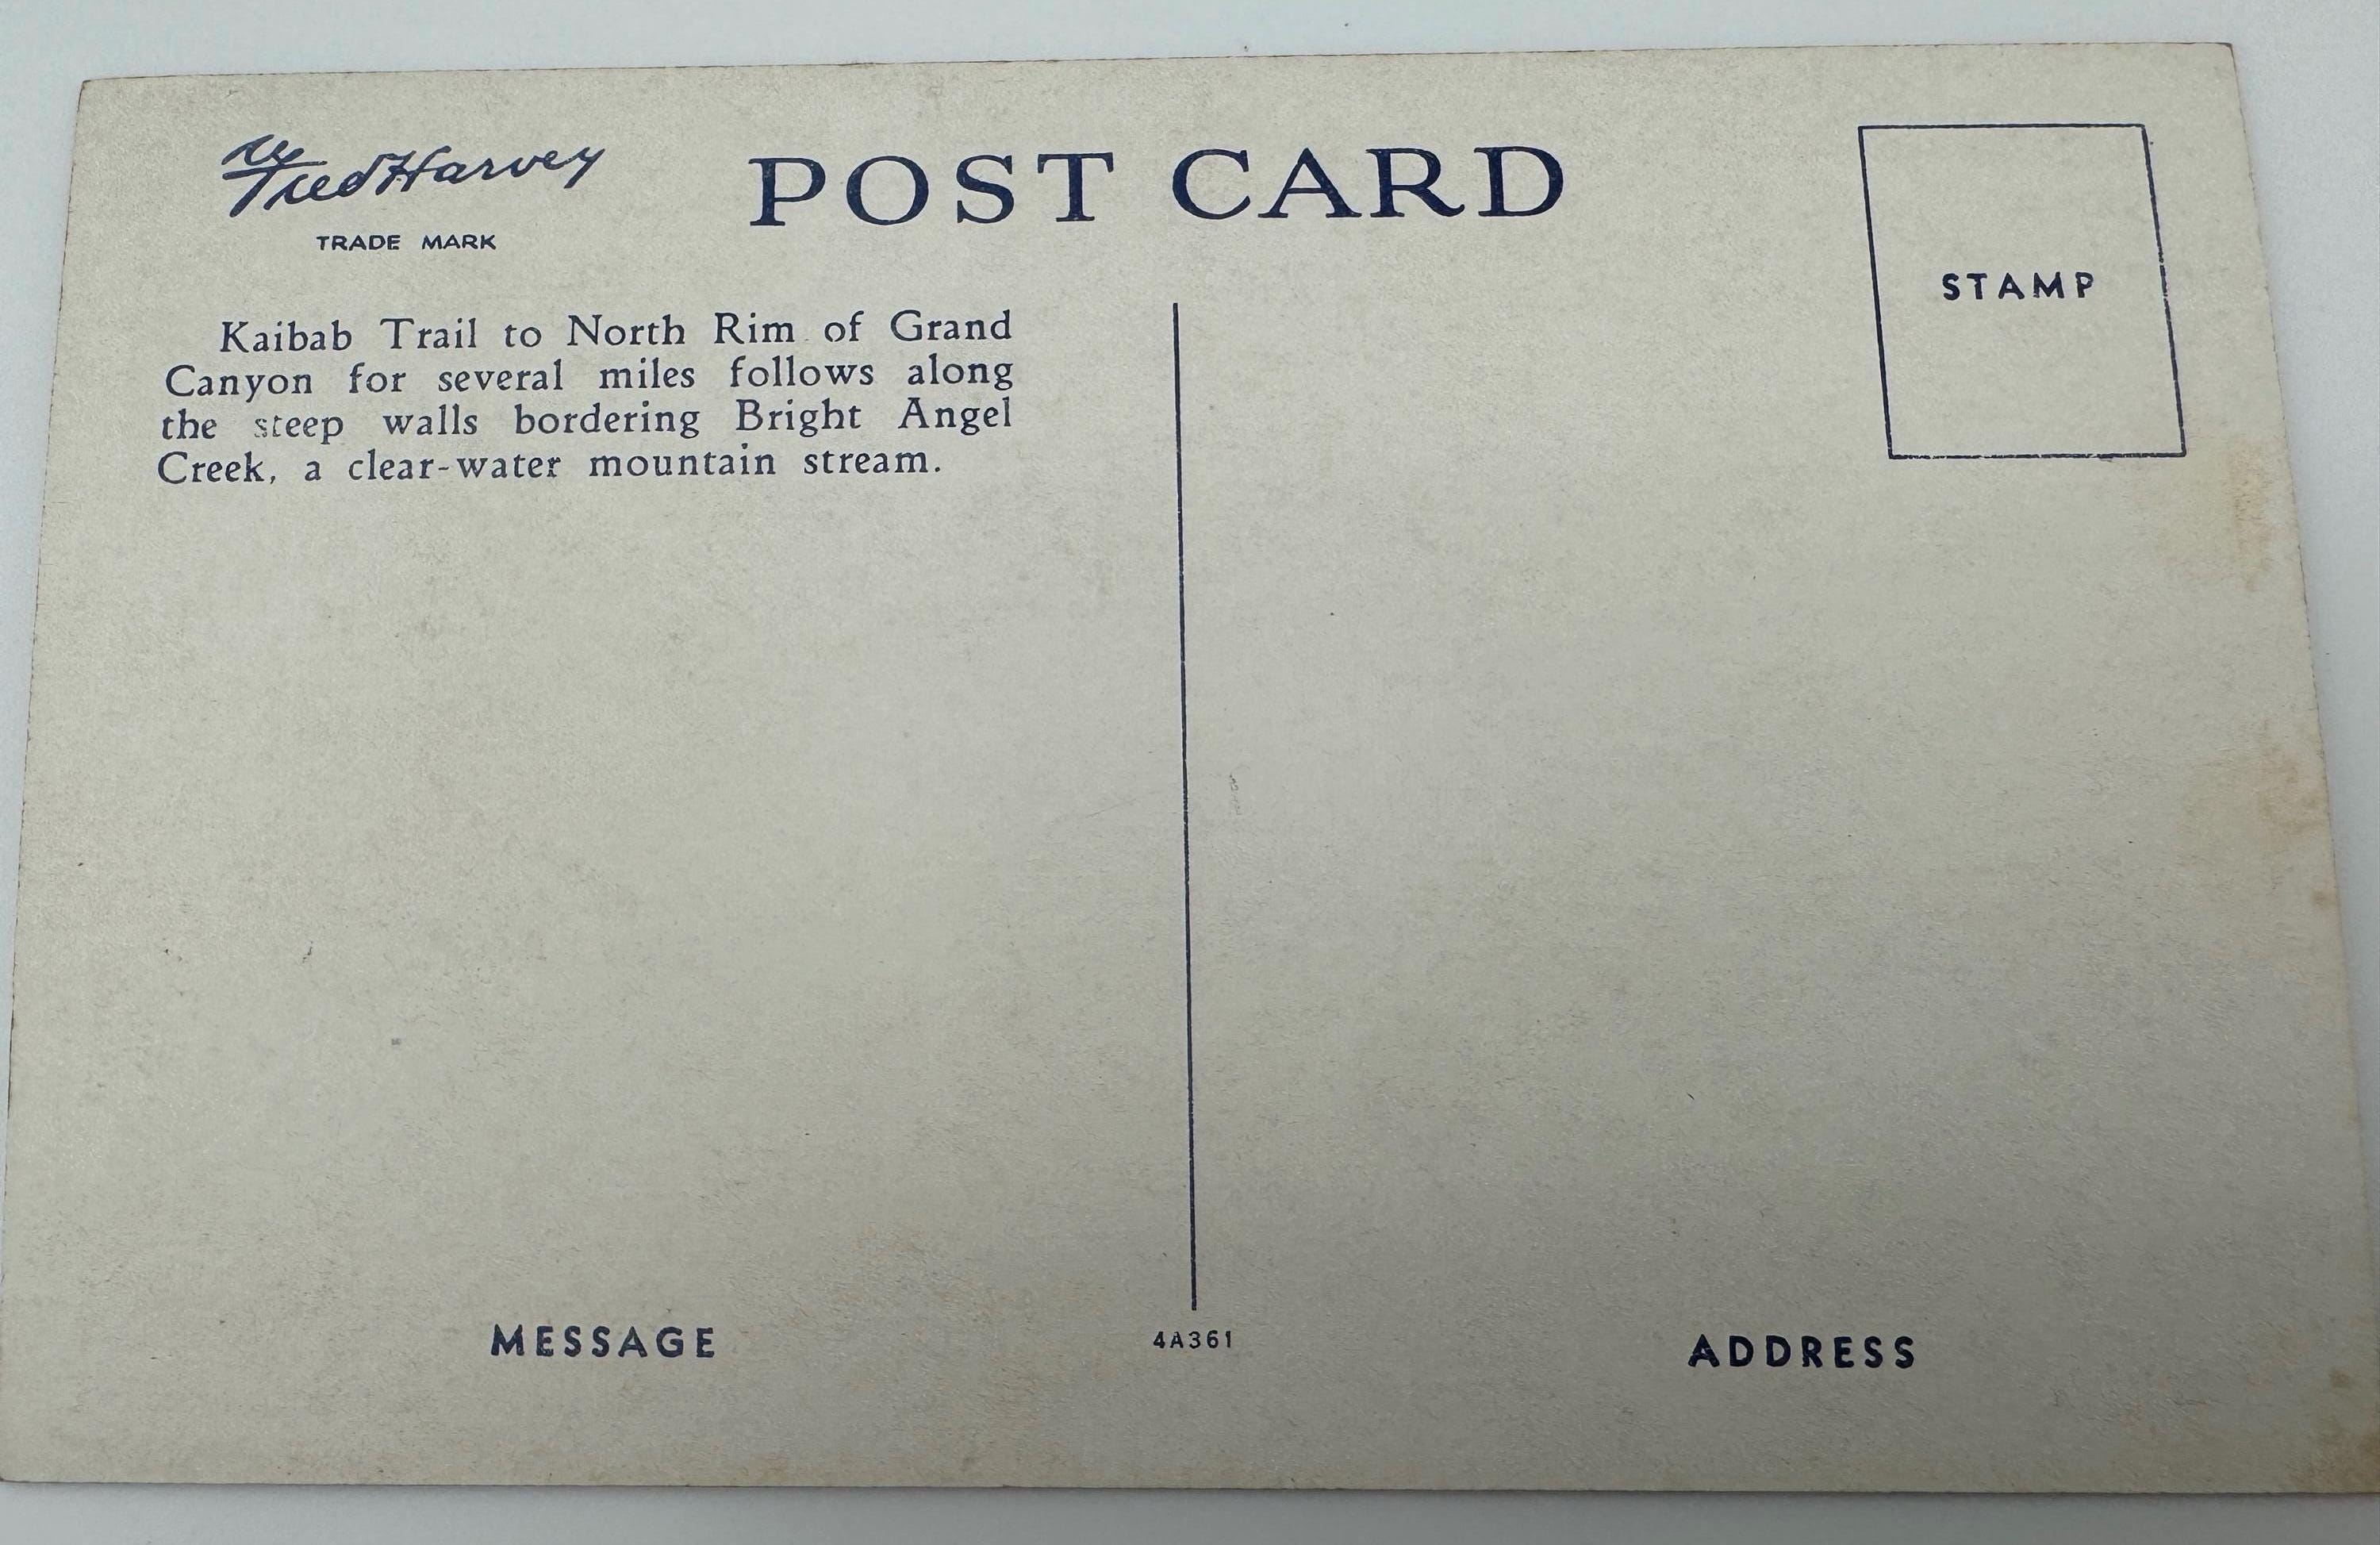 Fred Harvey
TRADE MARK
POST CARD
STAMP
Kaibab Trail to North Rim of Grand
Canyon for several miles follows along
the steep walls bordering Bright Angel
Creek, a clear-water mountain stream.
MESSAGE
4A361
ADDRESS